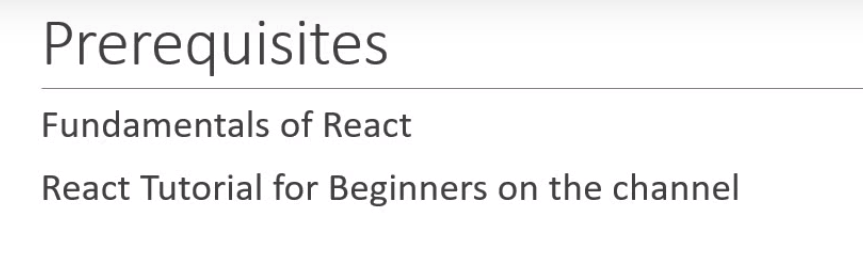 Prerequisites
Fundamentals of React
React Tutorial for Beginners on the channel